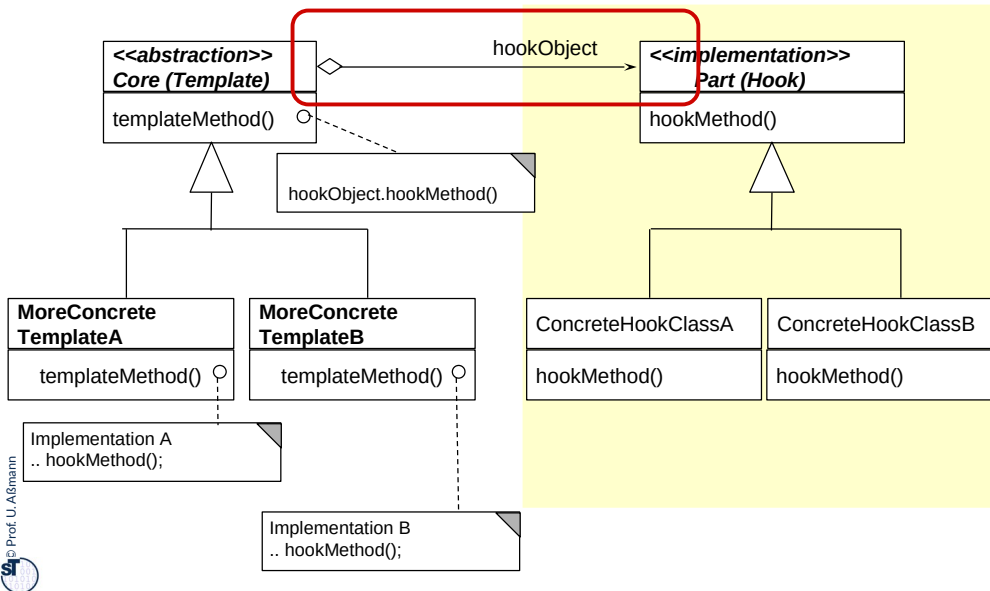 hookObject
<<abstraction>>
Core (Template)
templateMethod()
<<implementation>>
Part (Hook)
hookMethod()
hookObject.hookMethod()
MoreConcrete
TemplateA
templateMethod()
MoreConcrete
TemplateB
templateMethod()
ConcreteHookClassA
hookMethod()
ConcreteHookClassB
hookMethod()
Implementation A
.. hookMethod();
Implementation B
.. hookMethod();
© Prof. U. Aßmann
ST